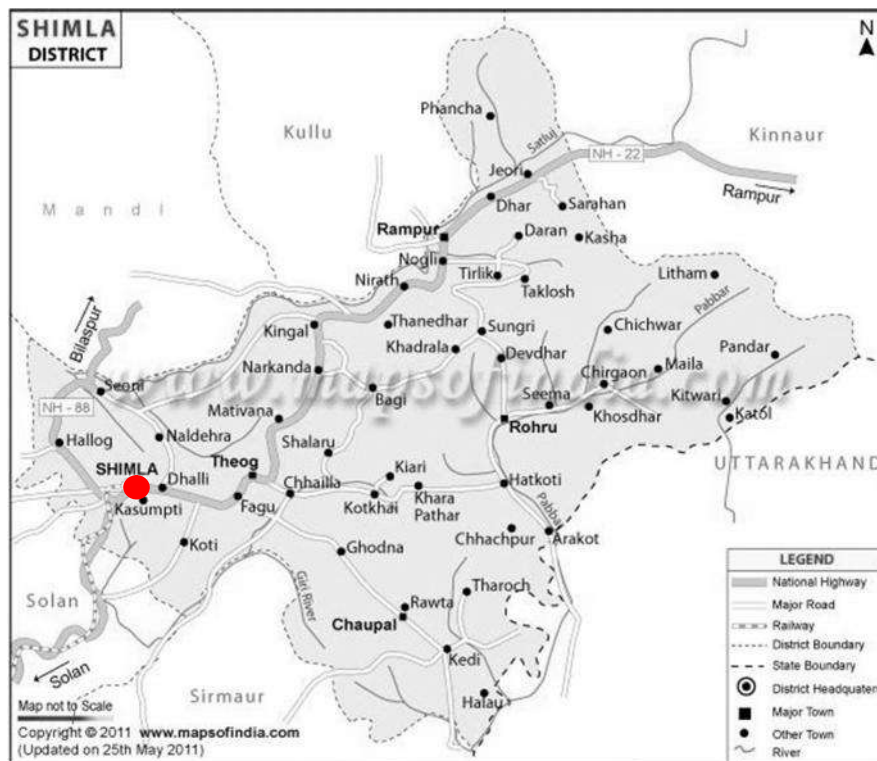 SHIMLA
DISTRICT
N
Phancha
Kullu
Kinnaur
Satluj
NH - 22
Jeori
Rampur
Dhar
Sarahan
Mandi
Rampur
Daran
Kasha
Nogli
Nirath
Tirlik
Taklosh
Litham
Bilaspur
Kingal
Thanedhar
Sungri
Chichwar
Pabbar
Khadrala
Devdhar
Pandar
Narkanda
Chirgaon
Maila
www.mapsofindia.com
Seoni
Bagi
Seema
Kitwari
NH - 88
Mativana
Khosdhar
Katol
Rohru
Hallog
Naldehra
Shalaru
UTTARAKHAND
SHIMLA
Dhalli
Theog
Kiari
Hatkoti
Chhailla
Kasumpti
Fagu
Kotkhai
Khara
Pathar
Pabbar
Chhachpur
Arakot
Koti
Ghodna
LEGEND
National Highway
Giri River
Tharoch
Major Road
Solan
Rawta
Railway
Chaupal
District Boundary
Kedi
State Boundary
Solan
District Headquaten
Sirmaur
Halau
Map not to Scale
Major Town
Copyright © 2011 www.mapsofindia.com
Other Town
(Updated on 25th May 2011)
River